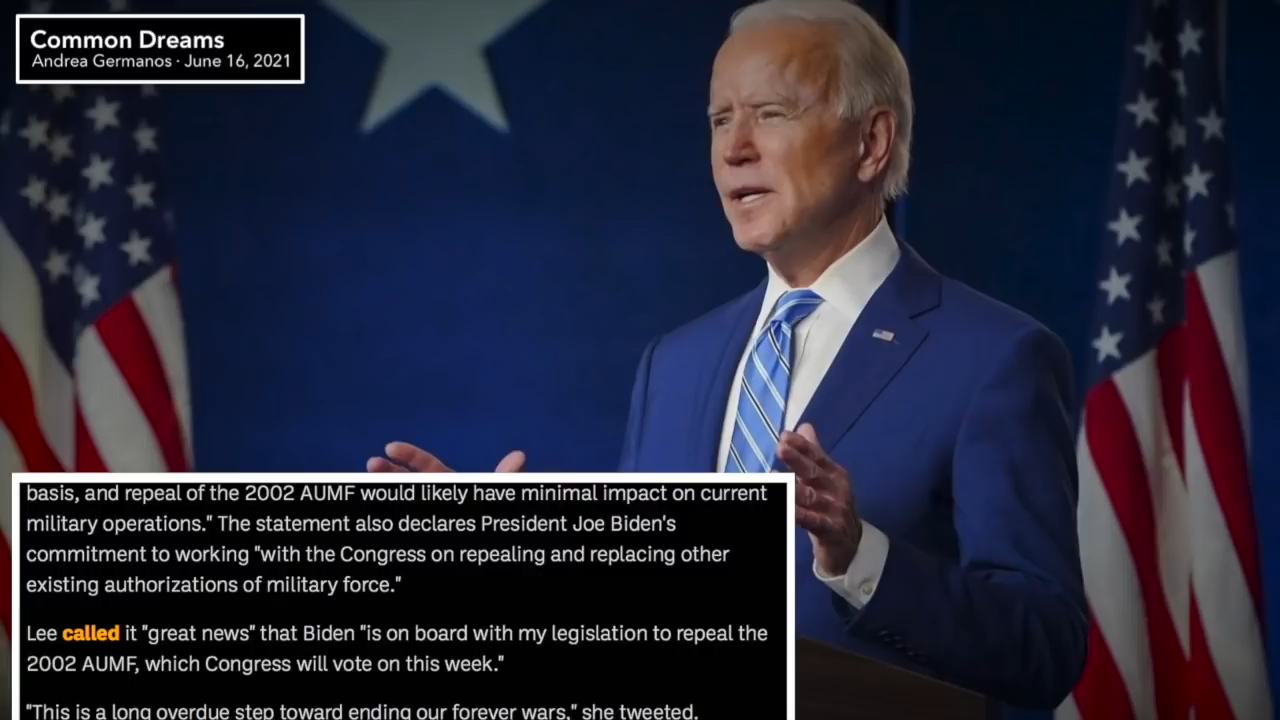 Common Dreams
Andrea Germanos · June 16, 2021
basis, and repeal of the 2002 AUMF would likely have minimal impact on current
military operations." The statement also declares President Joe Biden's
commitment to working "with the Congress on repealing and replacing other
existing authorizations of military force."
Lee called it "great news" that Biden "is on board with my legislation to repeal the
2002 AUMF, which Congress will vote on this week."
"This is a long overdue step toward ending our forever wars," she tweeted.